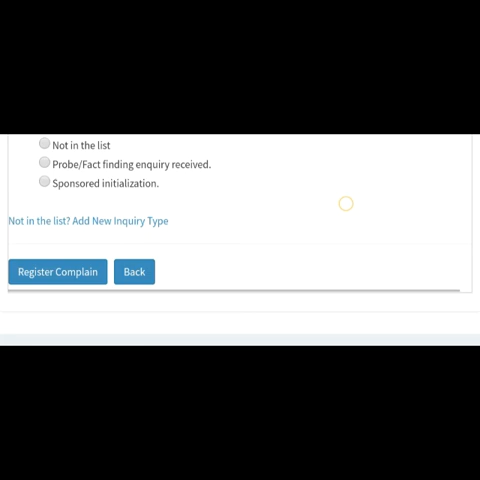 Not in the list
Probe/Fact finding enquiry received.
Sponsored initialization.
Not in the list? Add New Inquiry Type
Register Complain Back